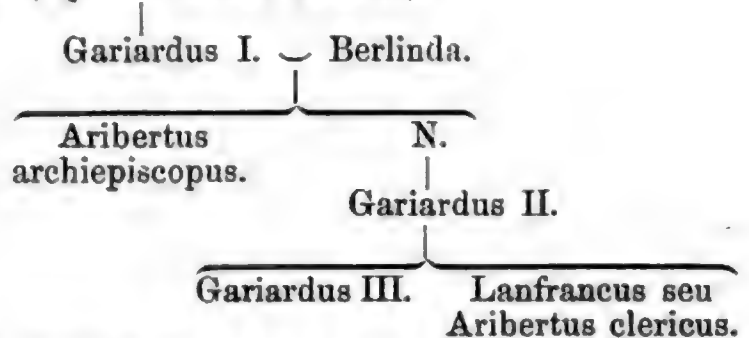 Gariardus I. Berlinda.
Aribertus N.
archiepiscopus.
Gariardus II.
Gariardus III. Lanfrancus seu
Aribertus clericus.